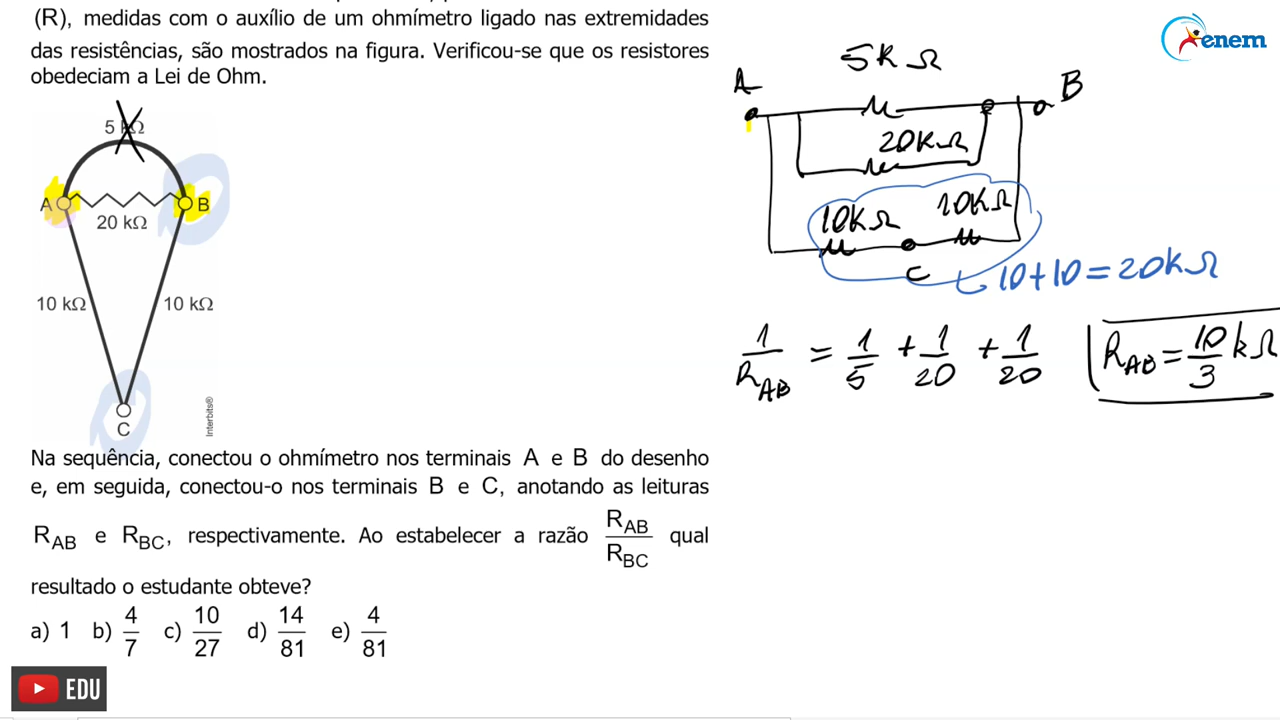 (R), medidas com o auxílio de um ohmímetro ligado nas extremidades
das resistências, são mostrados na figura. Verificou-se que os resistores
obedeciam a Lei de Ohm.
5 kΩ
A
B
20 kΩ
10 kΩ
10 kΩ
C
Interbits®
Na sequência, conectou o ohmímetro nos terminais A e B do desenho
e, em seguida, conectou-o nos terminais B e C, anotando as leituras
R_AB e R_BC, respectivamente. Ao estabelecer a razão R_AB/R_BC qual
resultado o estudante obteve?
a) 1 b) 4/7 c) 10/27 d) 14/81 e) 4/81
EDU
enem
5kΩ
A
B
20kΩ
10kΩ
10kΩ
C
10+10=20kΩ
1/R_AB = 1/5 + 1/20 + 1/20
R_AB = 10/3 kΩ